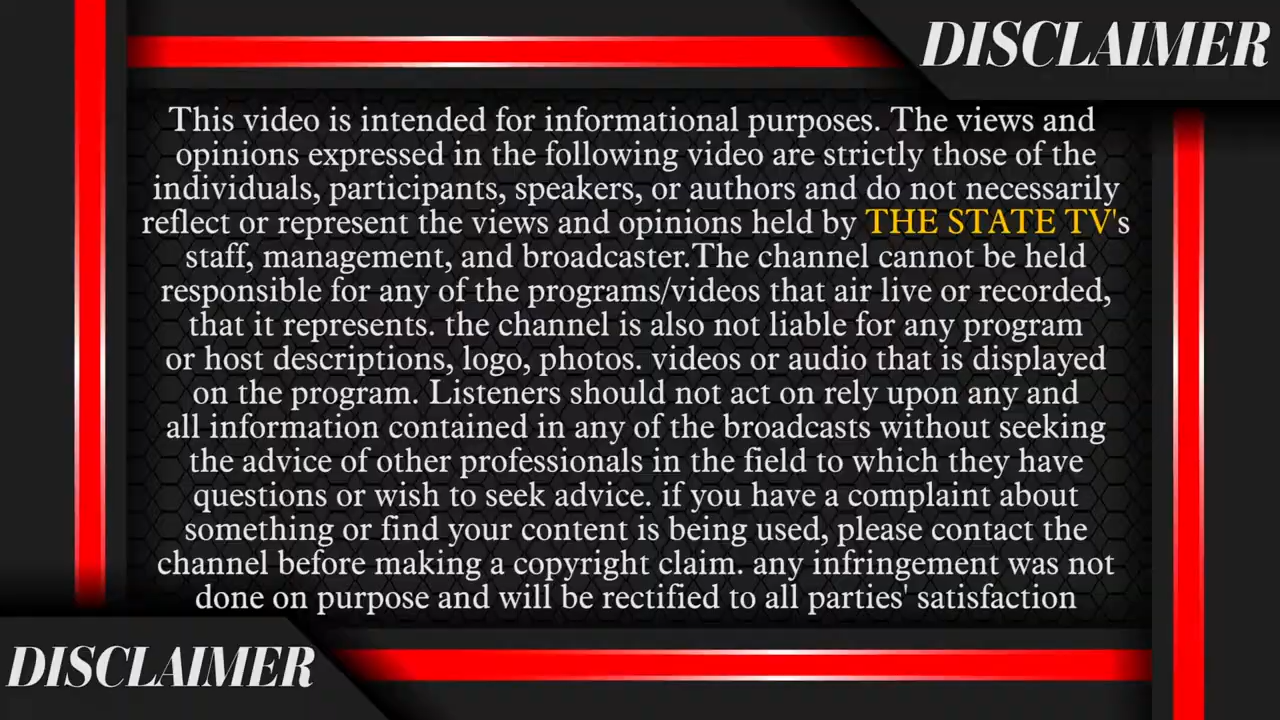 DISCLAIMER
This video is intended for informational purposes. The views and
opinions expressed in the following video are strictly those of the
individuals, participants, speakers, or authors and do not necessarily
reflect or represent the views and opinions held by THE STATE TV's
staff, management, and broadcaster.The channel cannot be held
responsible for any of the programs/videos that air live or recorded,
that it represents. the channel is also not liable for any program
or host descriptions, logo, photos. videos or audio that is displayed
on the program. Listeners should not act on rely upon any and
all information contained in any of the broadcasts without seeking
the advice of other professionals in the field to which they have
questions or wish to seek advice. if you have a complaint about
something or find your content is being used, please contact the
channel before making a copyright claim. any infringement was not
done on purpose and will be rectified to all parties' satisfaction
DISCLAIMER